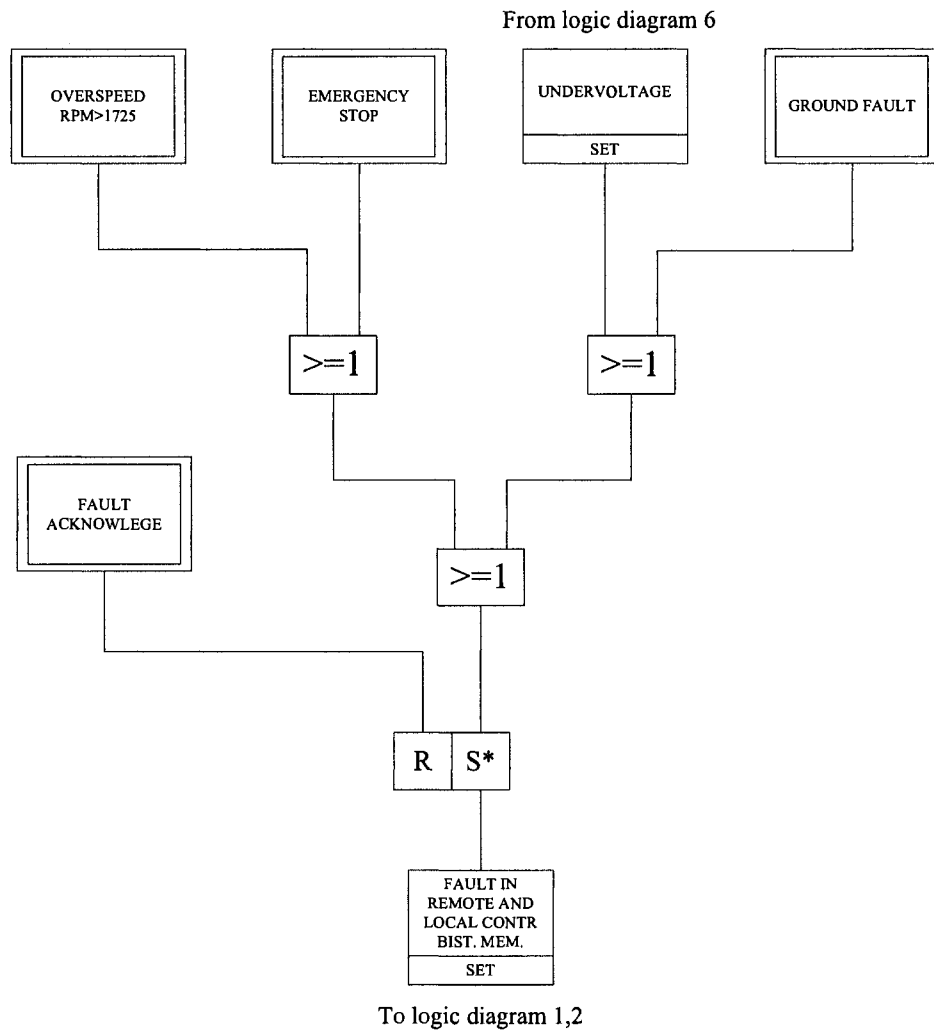 From logic diagram 6
OVERSPEED
RPM>1725
EMERGENCY
STOP
UNDERVOLTAGE
SET
GROUND FAULT
>=1
>=1
FAULT
ACKNOWLEGE
>=1
R
S*
FAULT IN
REMOTE AND
LOCAL CONTR
BIST. MEM.
SET
To logic diagram 1,2